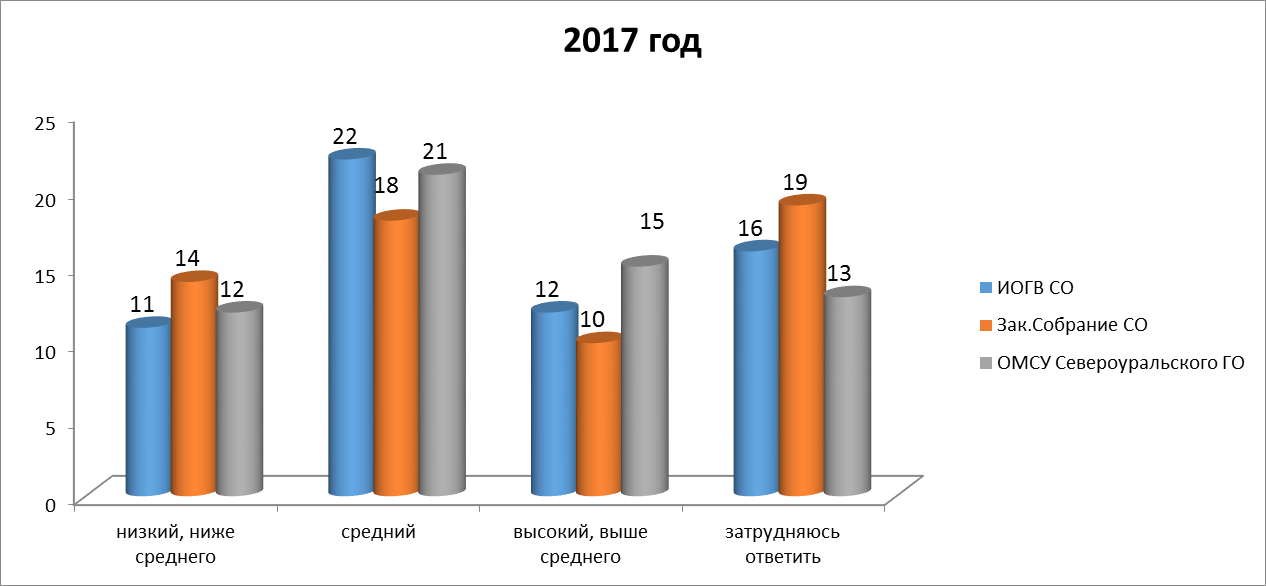 2017 год
25
20
15
10
5
0
11
14
12
22
18
21
12
10
15
16
19
13
низкий, ниже
среднего
средний
высокий, выше
среднего
затрудняюсь
ответить
ИОГВ СО
Зак.Собрание СО
ОМСУ Североуральского ГО